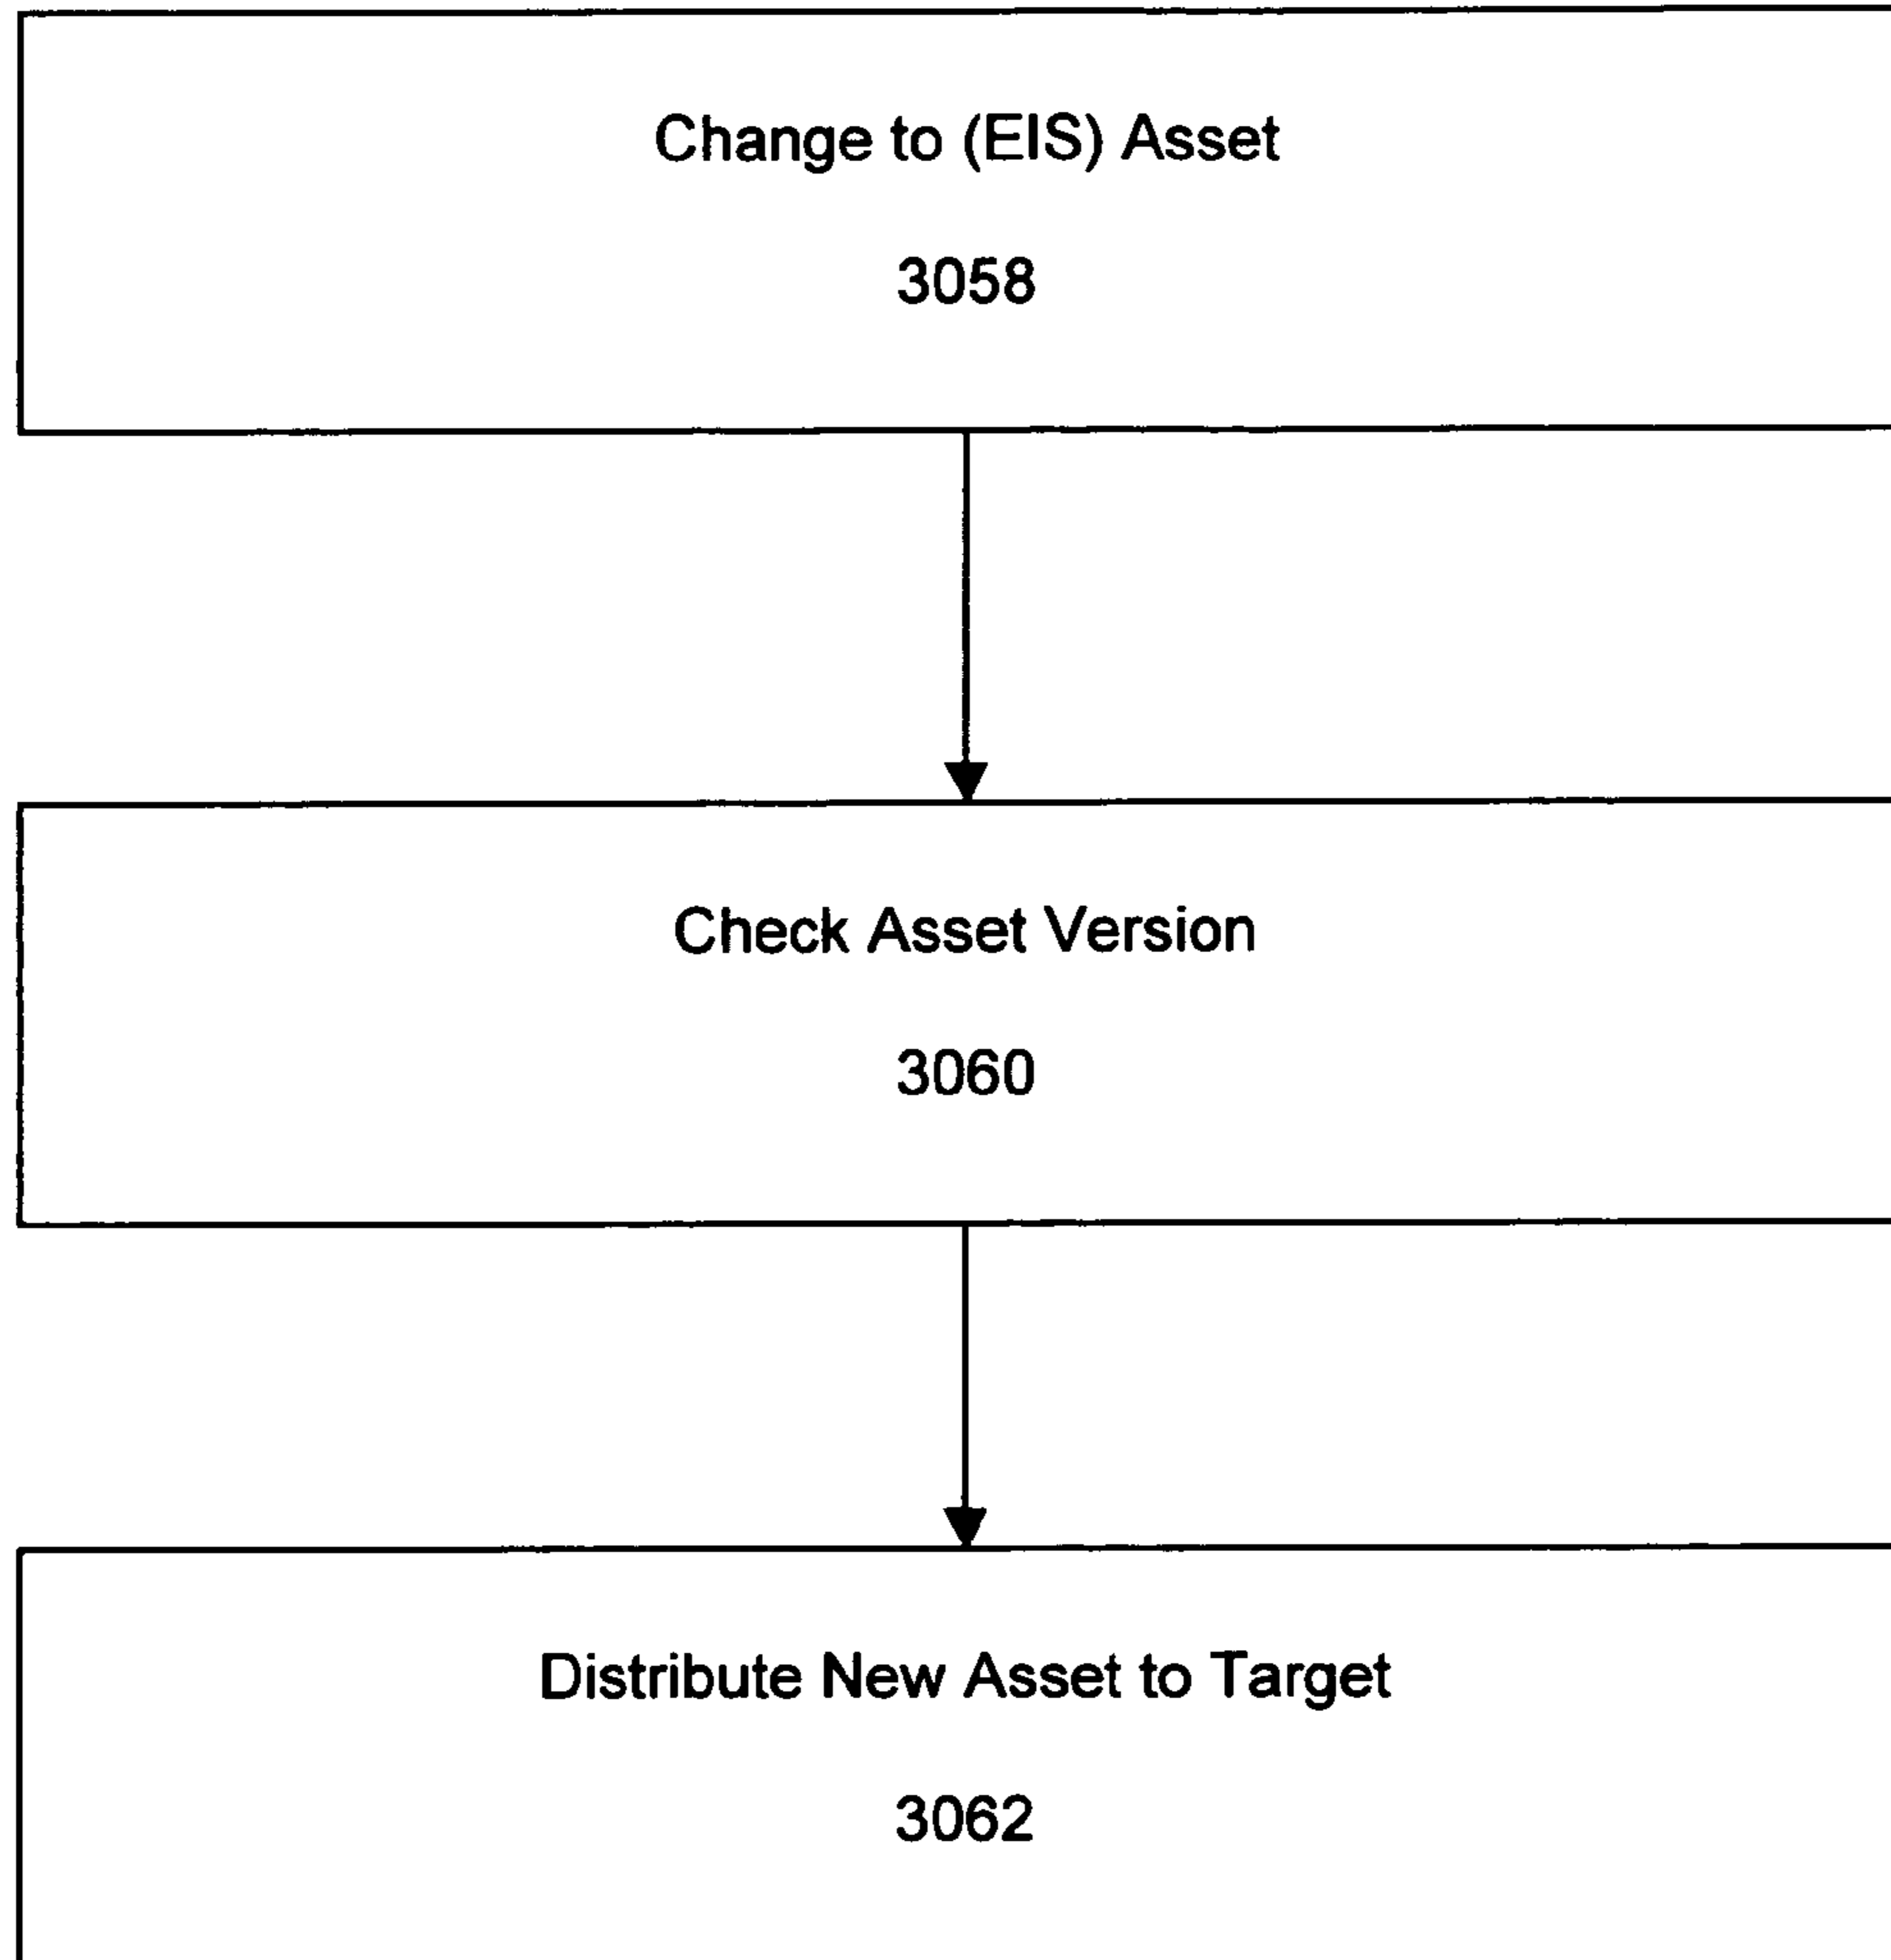 Change to (EIS) Asset
3058
Check Asset Version
3060
Distribute New Asset to Target
3062